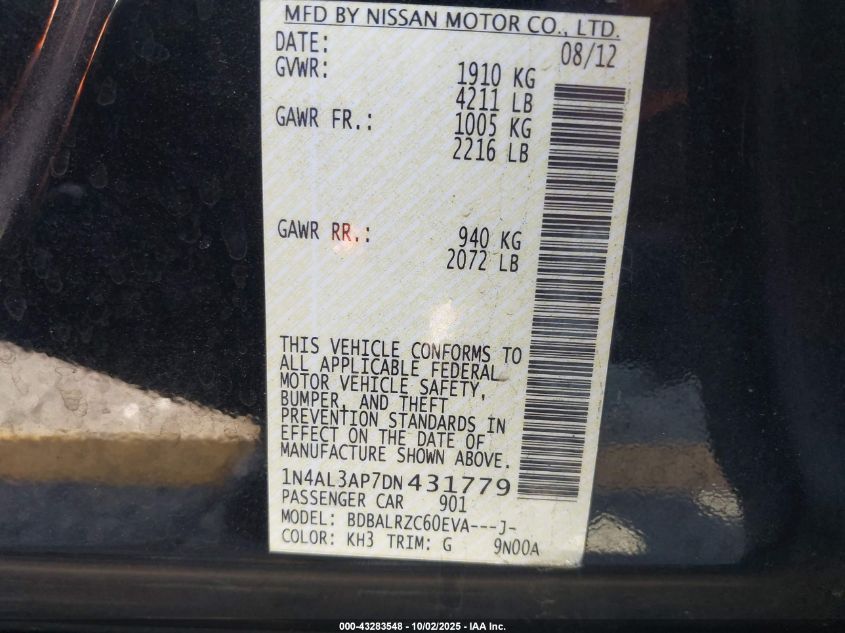 MFD BY NISSAN MOTOR CO., LTD.
DATE: 08/12
GVWR: 1910 KG
4211 LB
GAWR FR.: 1005 KG
2216 LB
GAWR RR.: 940 KG
2072 LB
THIS VEHICLE CONFORMS TO
ALL APPLICABLE FEDERAL
MOTOR VEHICLE SAFETY,
BUMPER, AND THEFT
PREVENTION STANDARDS IN
EFFECT ON THE DATE OF
MANUFACTURE SHOWN ABOVE.
1N4AL3AP7DN431779
PASSENGER CAR 901
MODEL: BDBALRZC60EVA---J-
COLOR: KH3 TRIM: G 9N00A
000-43283548 - 10/02/2025 - IAA Inc.